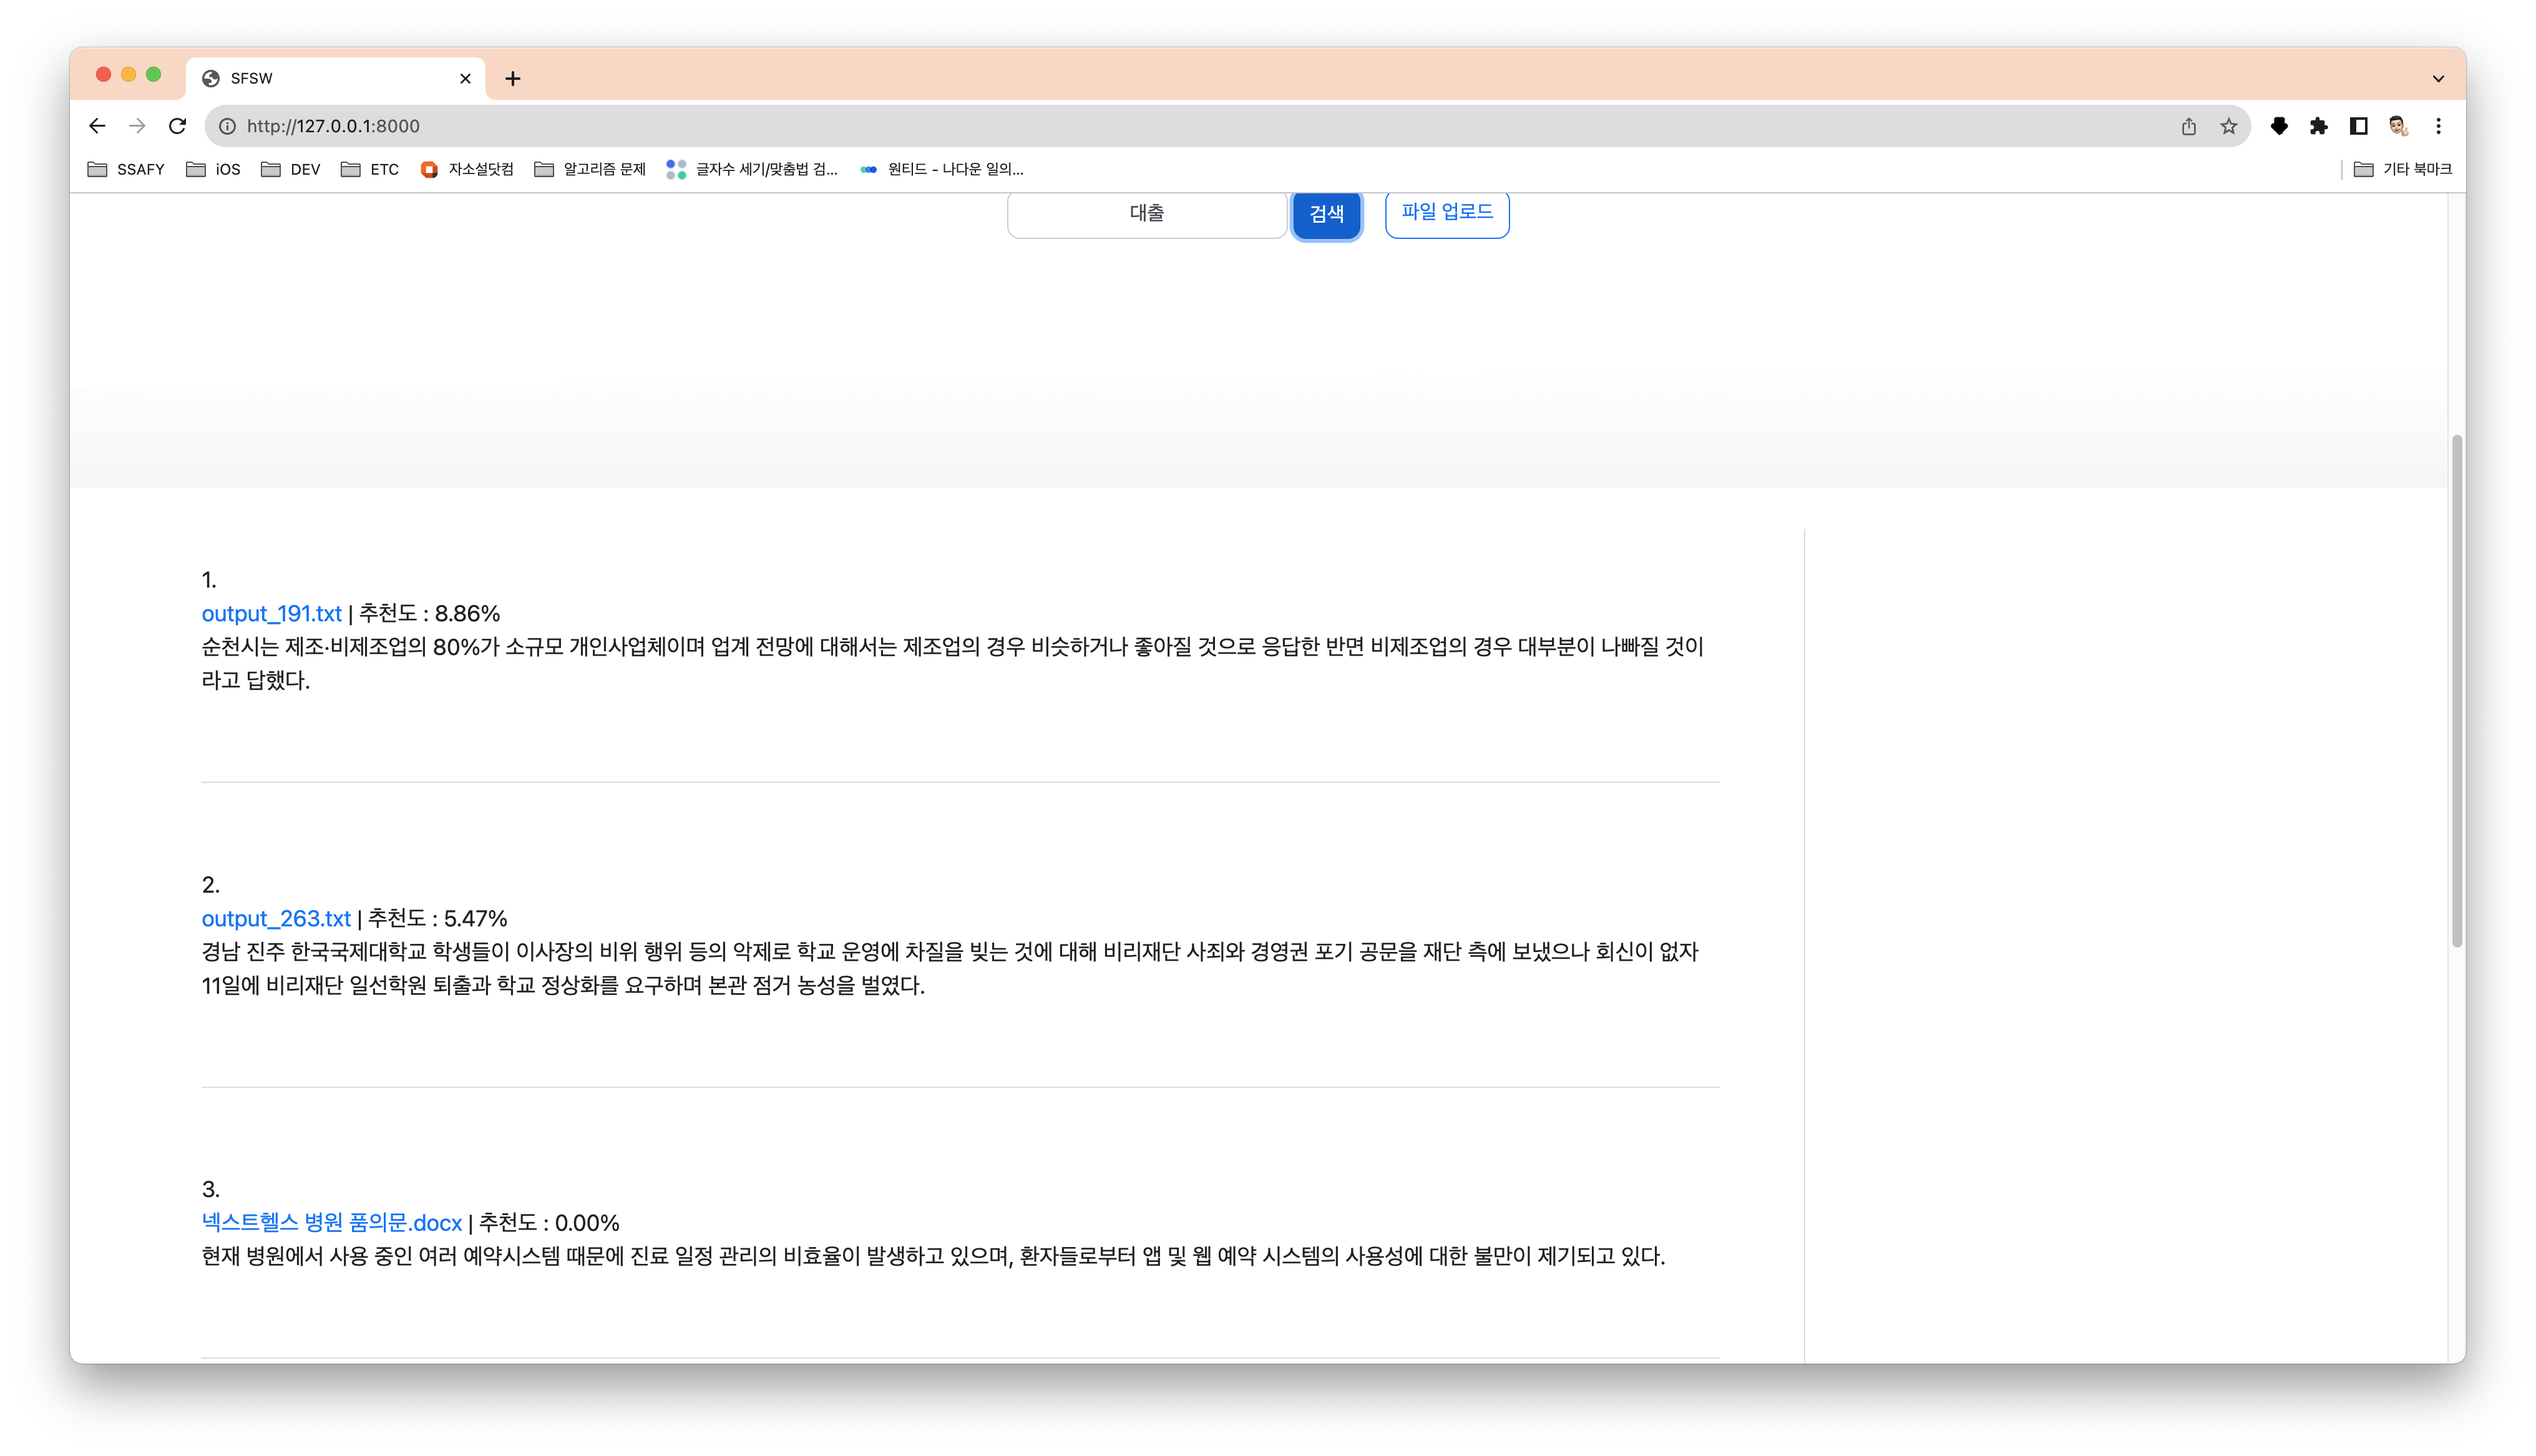 SFSW
http://127.0.0.1:8000
SSAFY iOS DEV ETC 자소설닷컴 알고리즘 문제 글자수 세기/맞춤법 검... 원티드 - 나다운 일의... 기타 북마크
대출 검색 파일 업로드
1.
output_191.txt | 추천도 : 8.86%
순천시는 제조·비제조업의 80%가 소규모 개인사업체이며 업계 전망에 대해서는 제조업의 경우 비슷하거나 좋아질 것으로 응답한 반면 비제조업의 경우 대부분이 나빠질 것이
라고 답했다.
2.
output_263.txt | 추천도 : 5.47%
경남 진주 한국국제대학교 학생들이 이사장의 비위 행위 등의 악제로 학교 운영에 차질을 빚는 것에 대해 비리재단 사죄와 경영권 포기 공문을 재단 측에 보냈으나 회신이 없자
11일에 비리재단 일선학원 퇴출과 학교 정상화를 요구하며 본관 점거 농성을 벌였다.
3.
넥스트헬스 병원 품의문.docx | 추천도 : 0.00%
현재 병원에서 사용 중인 여러 예약시스템 때문에 진료 일정 관리의 비효율이 발생하고 있으며, 환자들로부터 앱 및 웹 예약 시스템의 사용성에 대한 불만이 제기되고 있다.